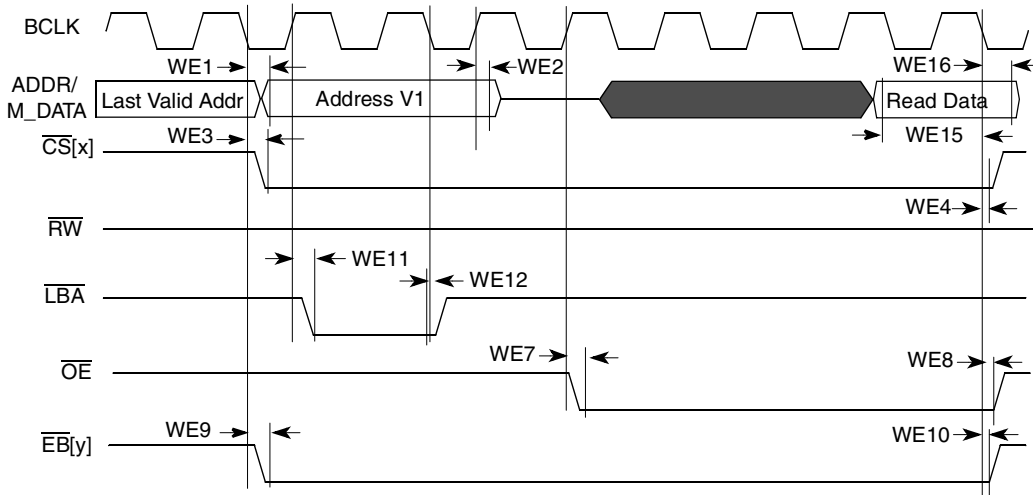 BCLK
WE1
WE2
WE16
ADDR/
M_DATA
Last Valid Addr
Address V1
Read Data
WE3
WE15
CS[x]
WE4
RW
WE11
WE12
LBA
WE7
WE8
OE
WE9
WE10
EB[y]